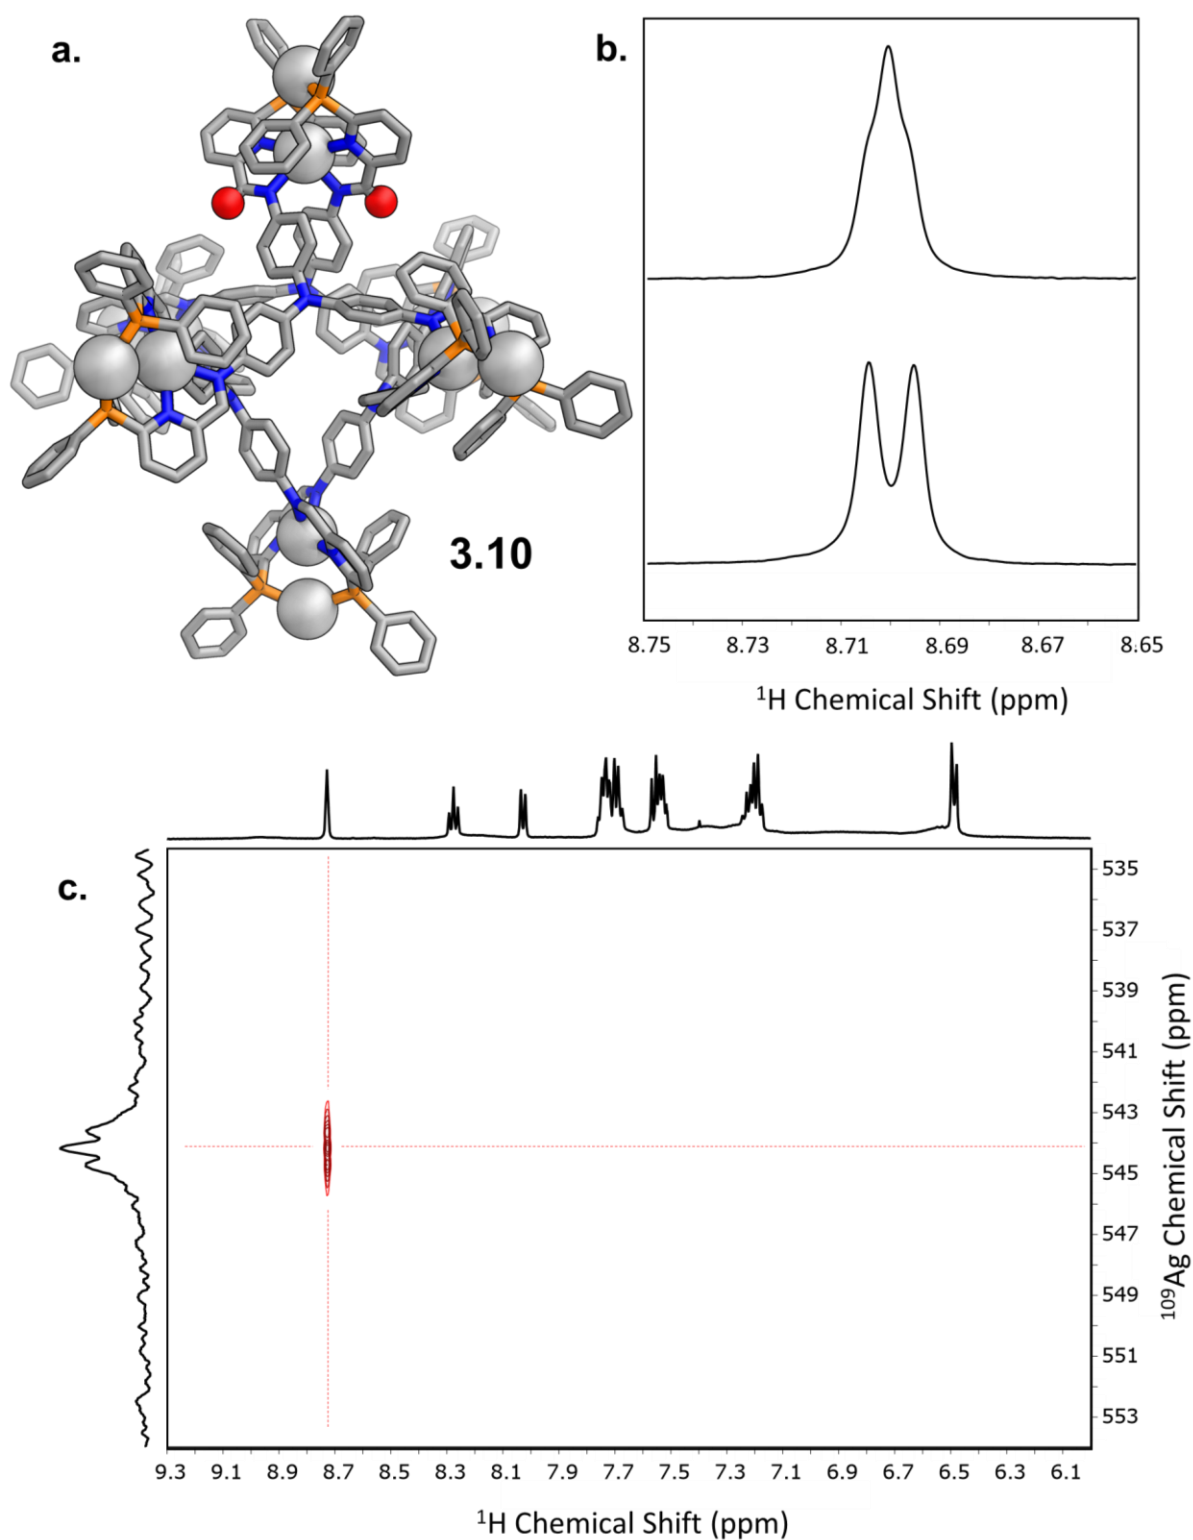 a.
b.
3.10
8.75 8.73 8.71 8.69 8.67 8:65
¹H Chemical Shift (ppm)
c.
535
537
539
541
543
545
547
549
551
553
¹⁰⁹Ag Chemical Shift (ppm)
9.3 9.1 8.9 8.7 8.5 8.3 8.1 7.9 7.7 7.5 7.3 7.1 6.9 6.7 6.5 6.3 6.1
¹H Chemical Shift (ppm)